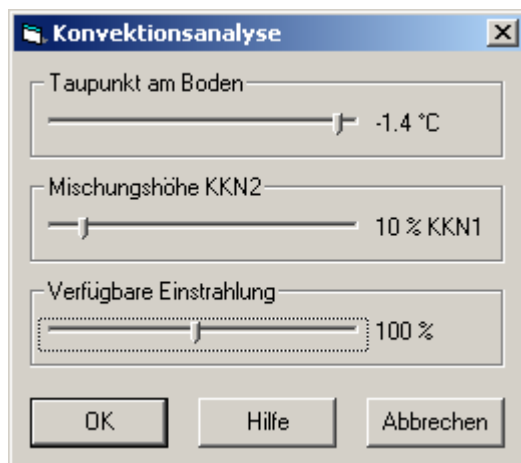 Konvektionsanalyse
Taupunkt am Boden
-1.4 °C
Mischungshöhe KKN2
10 % KKN1
Verfügbare Einstrahlung
100 %
OK Hilfe Abbrechen